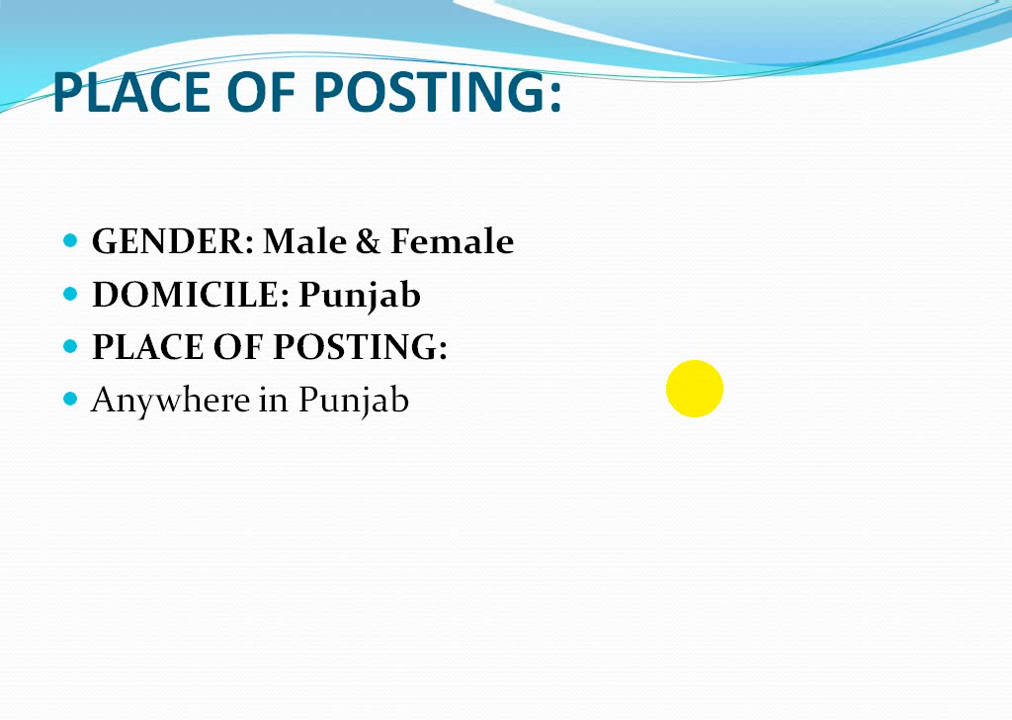 PLACE OF POSTING:
GENDER: Male & Female
DOMICILE: Punjab
PLACE OF POSTING:
Anywhere in Punjab